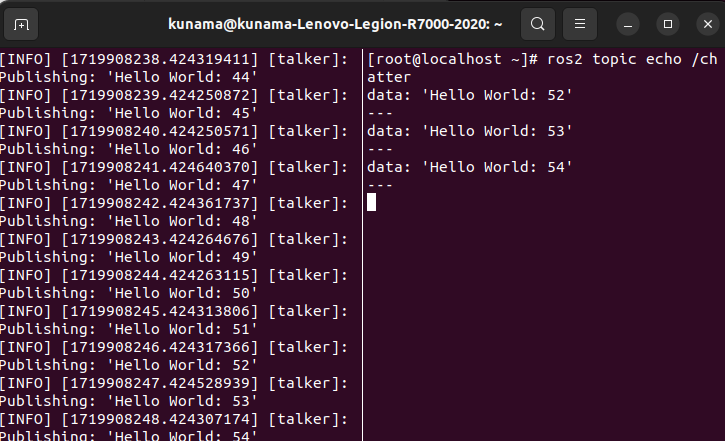 kunama@kunama-Lenovo-Legion-R7000-2020: ~
[INFO] [1719908238.424319411] [talker]:
Publishing: 'Hello World: 44'
[INFO] [1719908239.424250872] [talker]:
Publishing: 'Hello World: 45'
[INFO] [1719908240.424250571] [talker]:
Publishing: 'Hello World: 46'
[INFO] [1719908241.424640370] [talker]:
Publishing: 'Hello World: 47'
[INFO] [1719908242.424361737] [talker]:
Publishing: 'Hello World: 48'
[INFO] [1719908243.424264676] [talker]:
Publishing: 'Hello World: 49'
[INFO] [1719908244.424263115] [talker]:
Publishing: 'Hello World: 50'
[INFO] [1719908245.424313806] [talker]:
Publishing: 'Hello World: 51'
[INFO] [1719908246.424317366] [talker]:
Publishing: 'Hello World: 52'
[INFO] [1719908247.424528939] [talker]:
Publishing: 'Hello World: 53'
[INFO] [1719908248.424307174] [talker]:
Publishing: 'Hello World: 54'
[root@localhost ~]# ros2 topic echo /ch
atter
data: 'Hello World: 52'
---
data: 'Hello World: 53'
---
data: 'Hello World: 54'
---